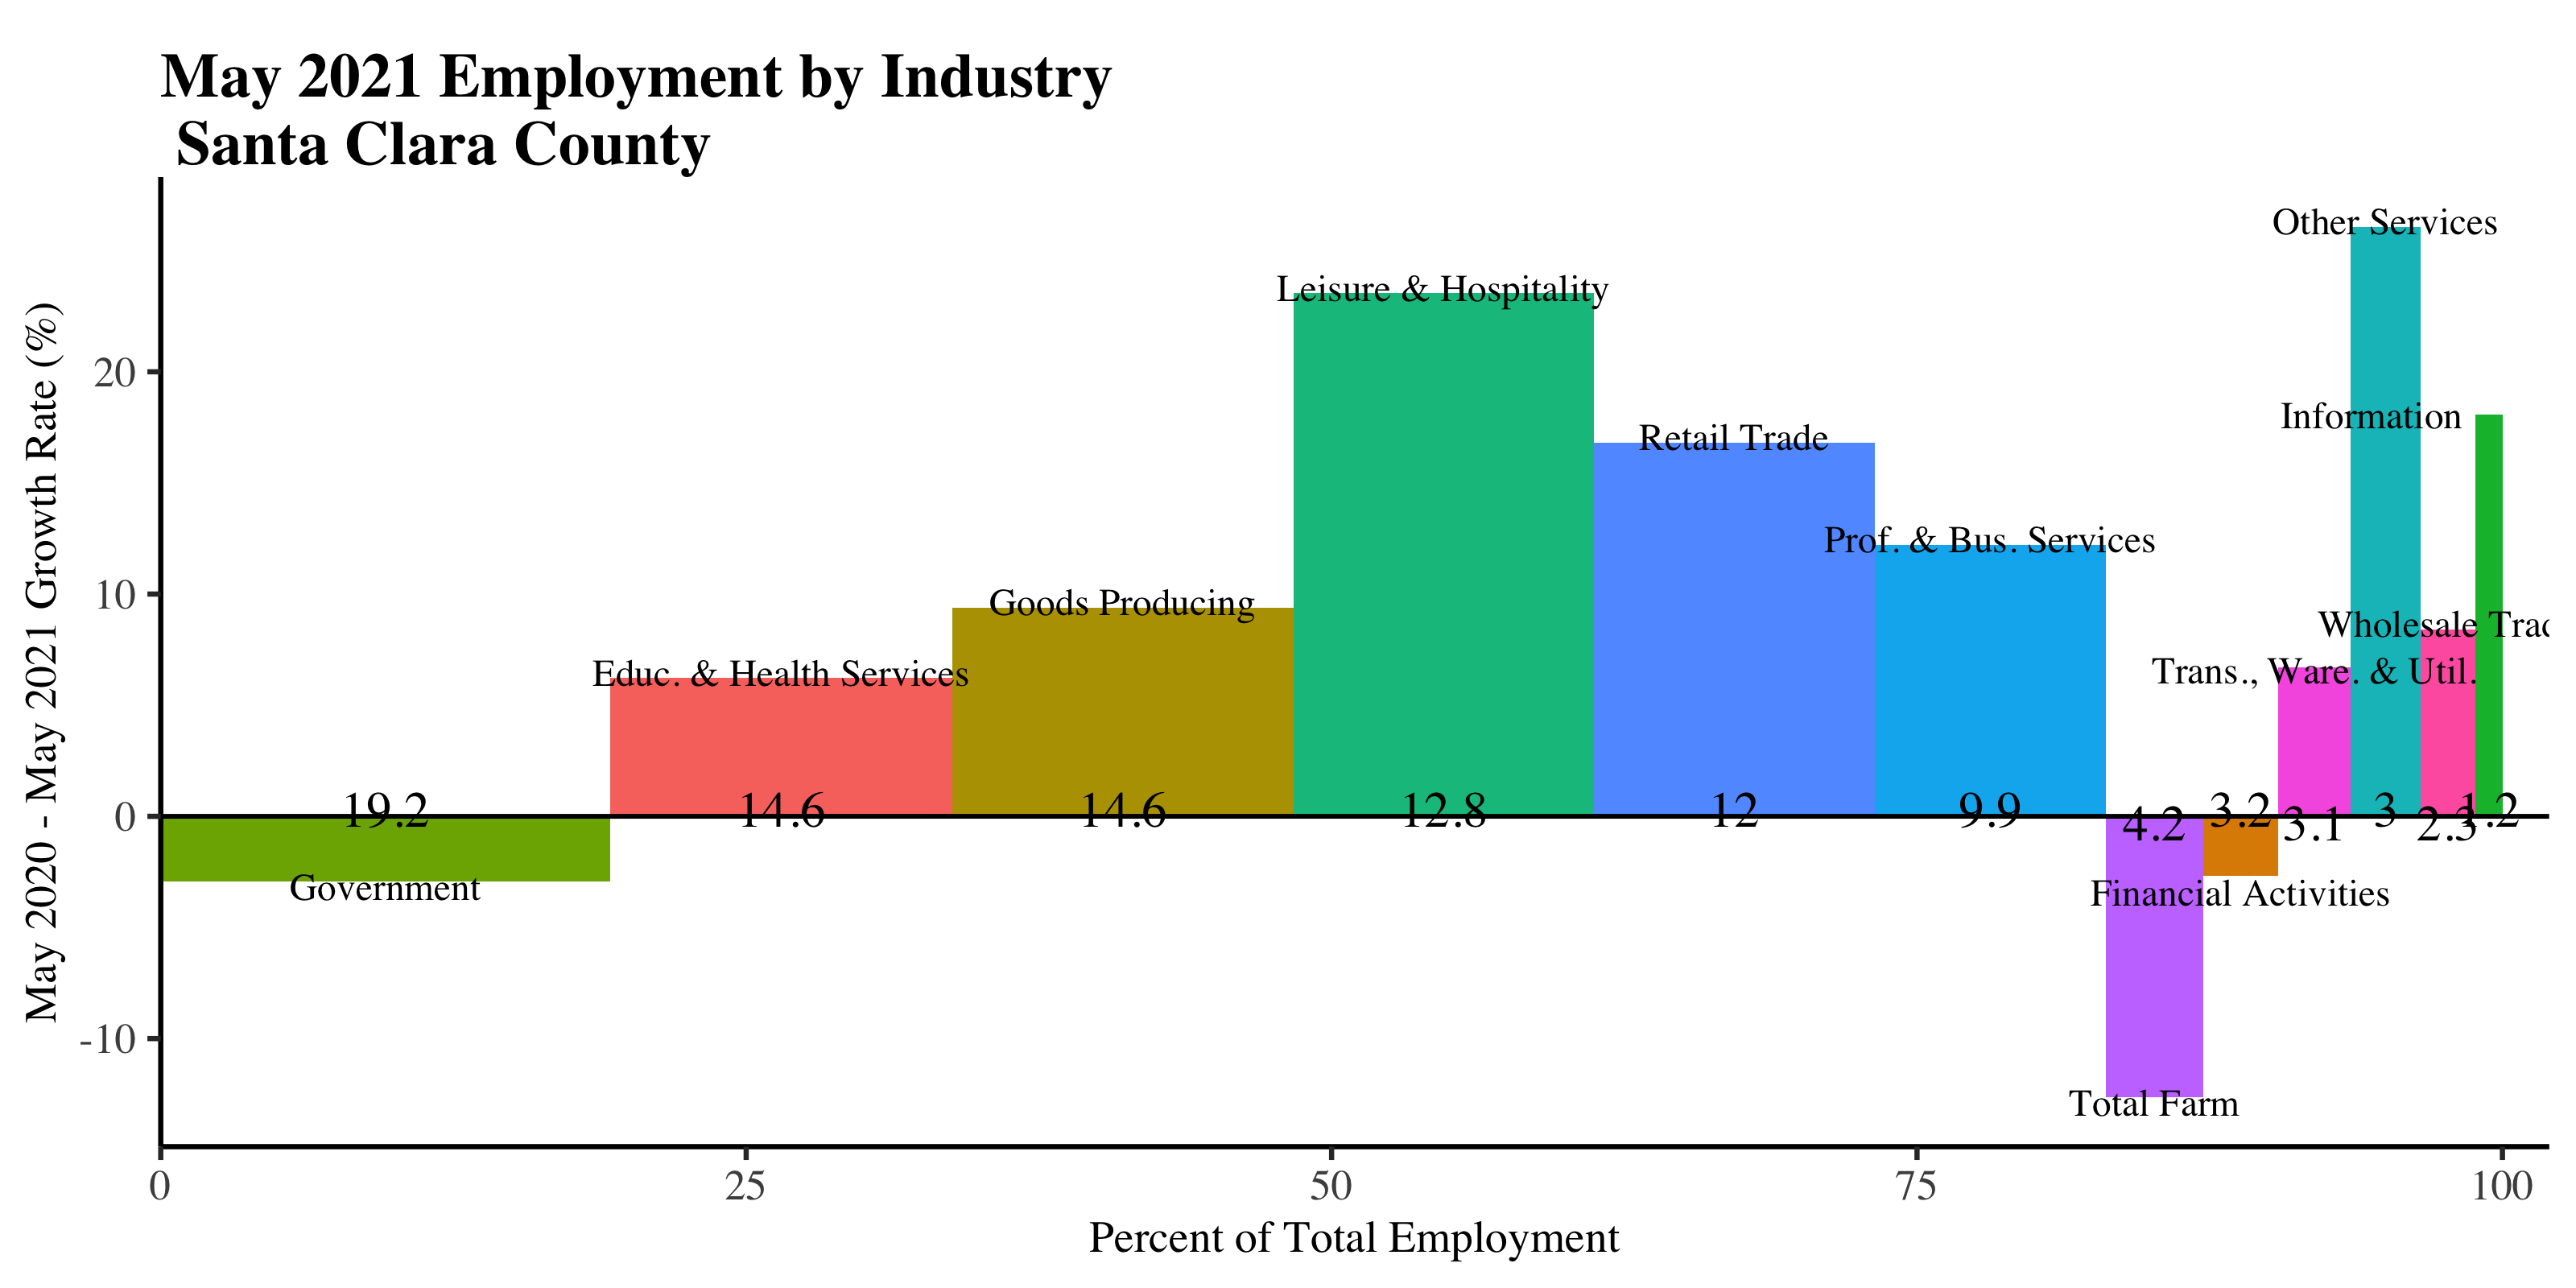 May 2021 Employment by Industry
Santa Clara County
May 2020 - May 2021 Growth Rate (%)
20
10
0
-10
Other Services
Leisure & Hospitality
Information
Retail Trade
Prof. & Bus. Services
Goods Producing
Wholesale Trad
Educ. & Health Services
Trans., Ware. & Util.
19.2
14.6
14.6
12.8
12
9.9
4.2
3.2
3.1
3
2.3
1.2
Government
Financial Activities
Total Farm
0
25
50
75
100
Percent of Total Employment